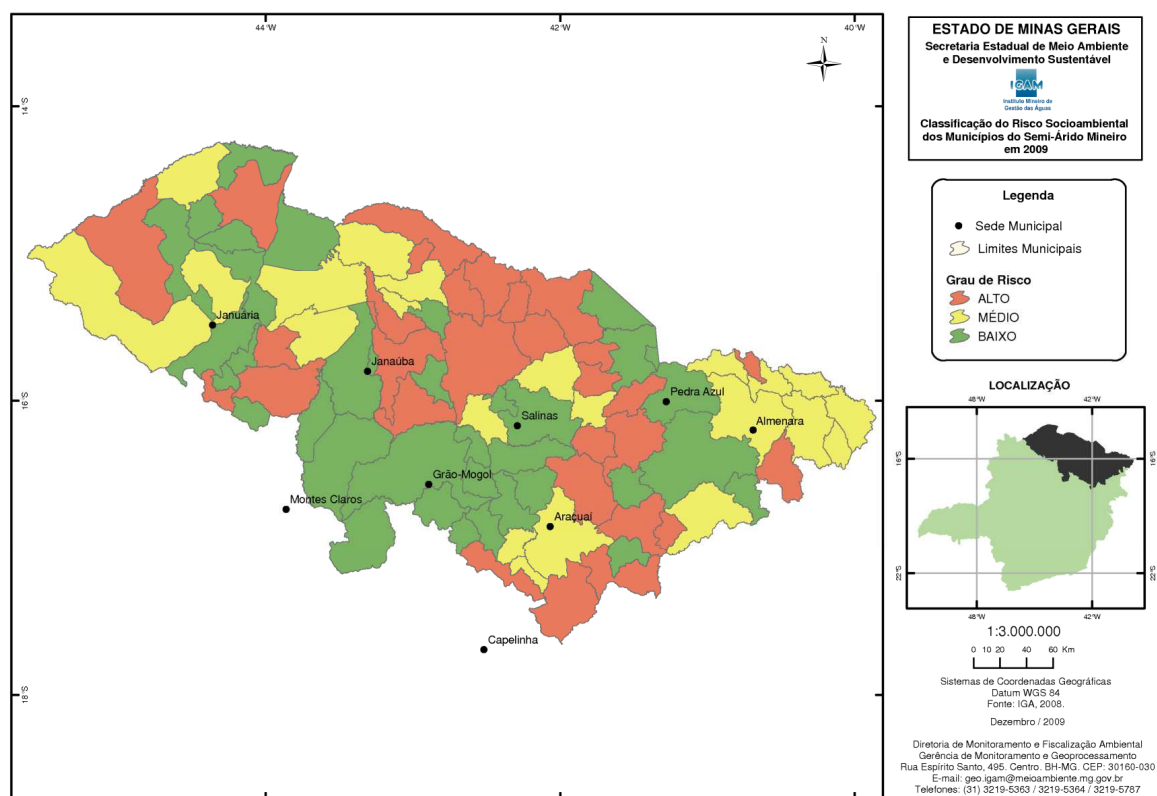 44°W
42°W
40°W
N
14°S
16°S
18°S
Januária
Janaúba
Pedra Azul
Salinas
Almenara
Grão-Mogol
Montes Claros
Araçuaí
Capelinha
ESTADO DE MINAS GERAIS
Secretaria Estadual de Meio Ambiente
e Desenvolvimento Sustentável
IGAM
Instituto Mineiro de
Gestão das Águas
Classificação do Risco Socioambiental
dos Municípios do Semi-Árido Mineiro
em 2009
Legenda
Sede Municipal
Limites Municipais
Grau de Risco
ALTO
MÉDIO
BAIXO
LOCALIZAÇÃO
48°W
42°W
16°S
16°S
22°S
22°S
48°W
42°W
1:3.000.000
0 10 20 40 60 Km
Sistemas de Coordenadas Geográficas
Datum WGS 84
Fonte: IGA, 2008.
Dezembro / 2009
Diretoria de Monitoramento e Fiscalização Ambiental
Gerência de Monitoramento e Geoprocessamento
Rua Espírito Santo, 495. Centro. BH-MG. CEP: 30160-030
E-mail: geo.igam@meioambiente.mg.gov.br
Telefones: (31) 3219-5363 / 3219-5364 / 3219-5787